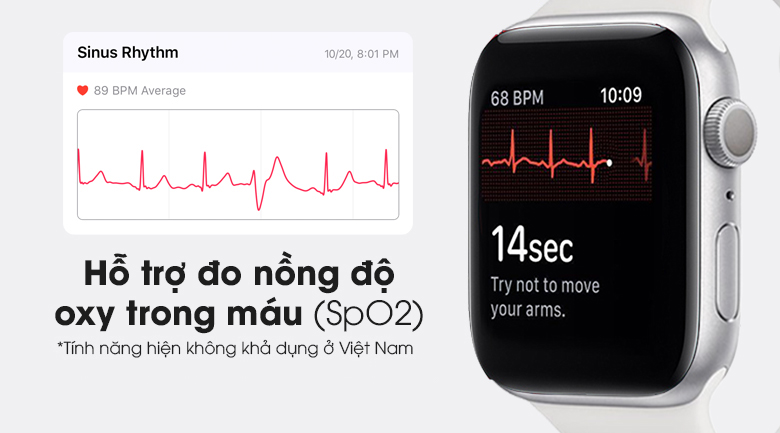 Sinus Rhythm
10/20, 8:01 PM
89 BPM Average
Hỗ trợ đo nồng độ
oxy trong máu (SpO2)
*Tính năng hiện không khả dụng ở Việt Nam
68 BPM
10:09
14sec
Try not to move
your arms.